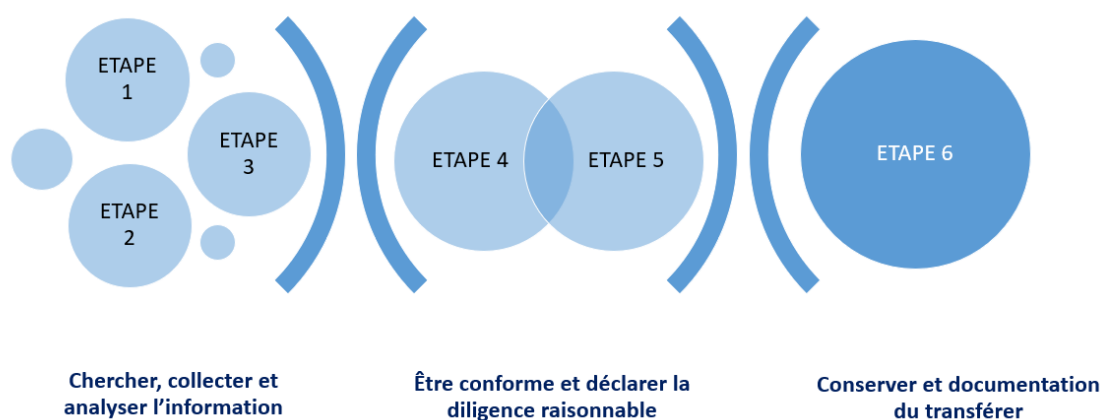 ETAPE
1
ETAPE
2
ETAPE
3
ETAPE 4
ETAPE 5
ETAPE 6
Chercher, collecter et
analyser l’information
Être conforme et déclarer la
diligence raisonnable
Conserver et documentation
du transférer